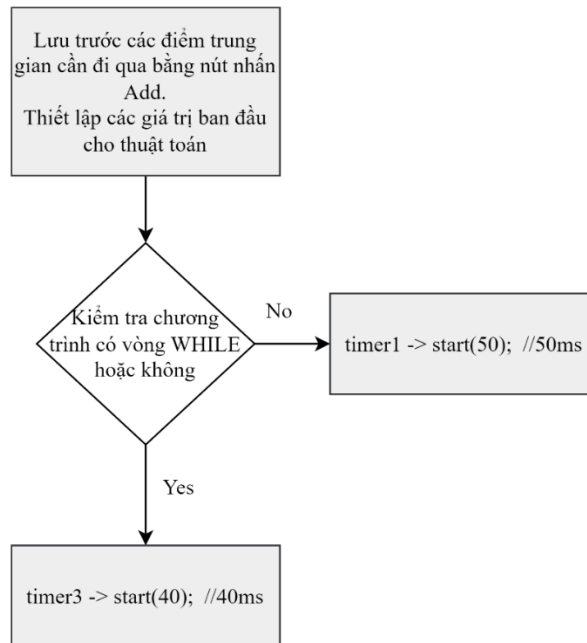 Lưu trước các điểm trung
gian cần đi qua bằng nút nhấn
Add.
Thiết lập các giá trị ban đầu
cho thuật toán
Kiểm tra chương
trình có vòng WHILE
hoặc không
No
timer1 -> start(50);  //50ms
Yes
timer3 -> start(40);  //40ms